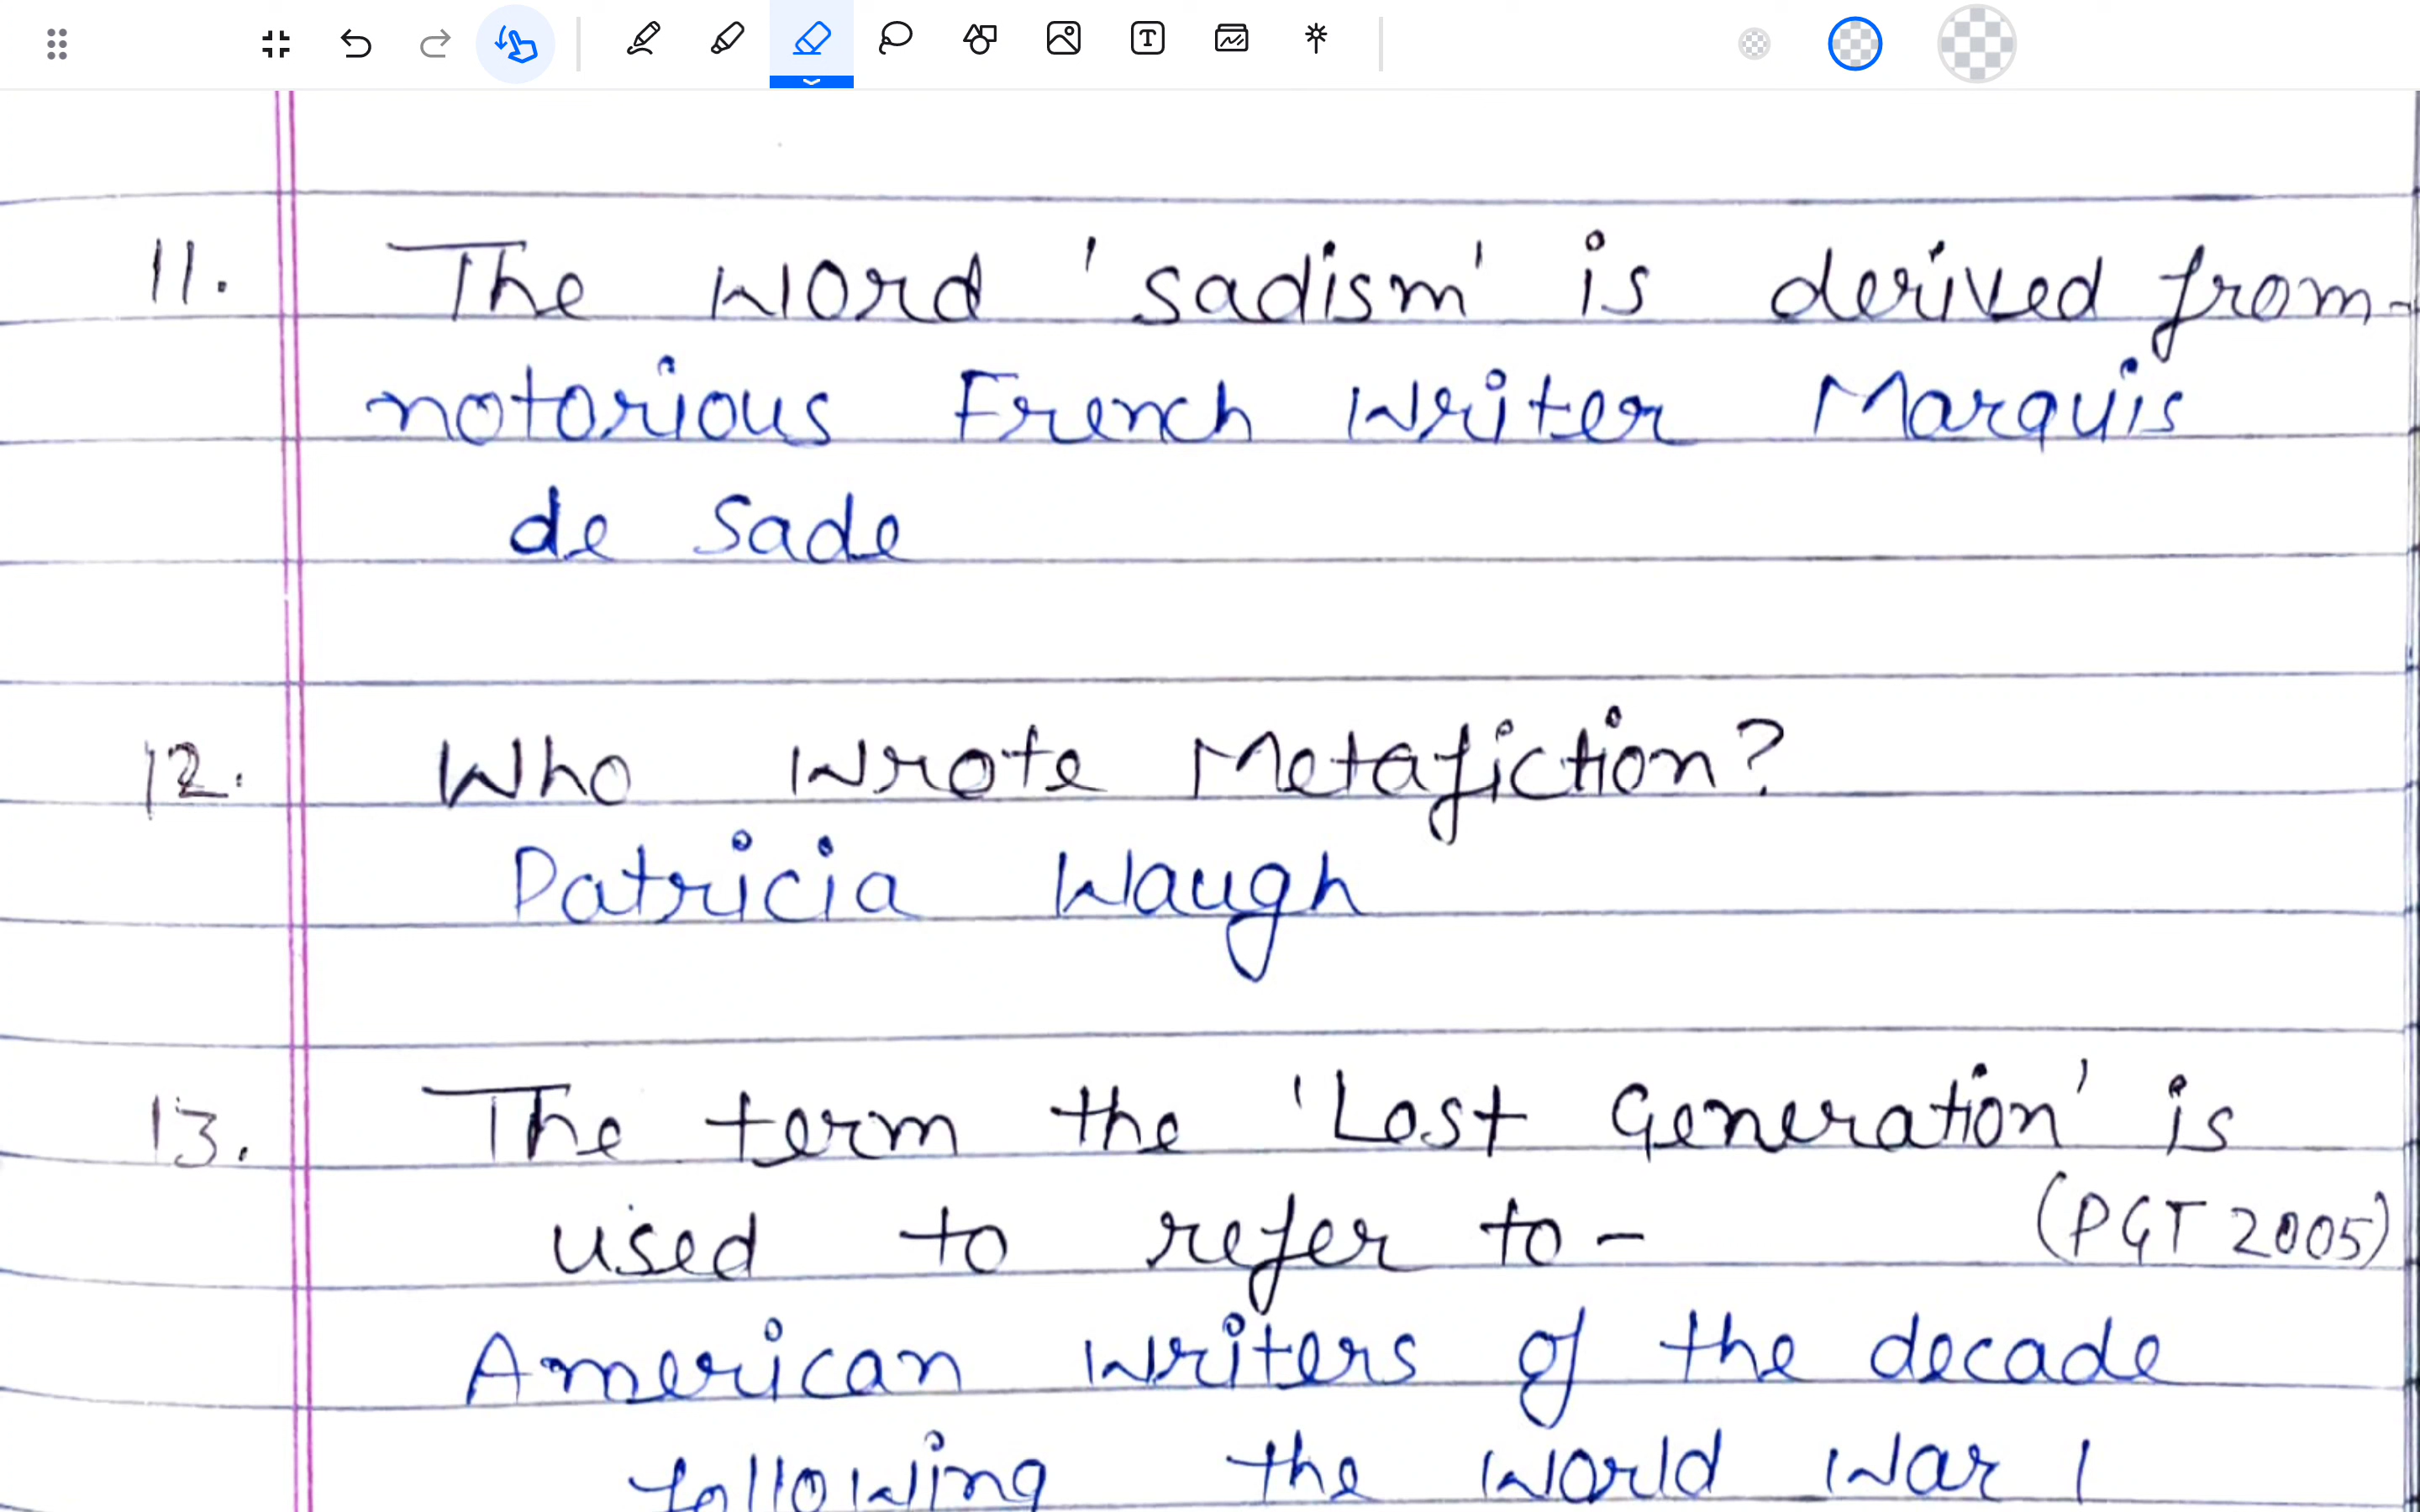 11. The word 'sadism' is derived from-
notorious French writer Marquis
de Sade
12. Who wrote Metafiction?
Patricia Waugh
13. The term the 'Lost Generation' is
used to refer to - (PGT 2005)
American writers of the decade
following the World War I